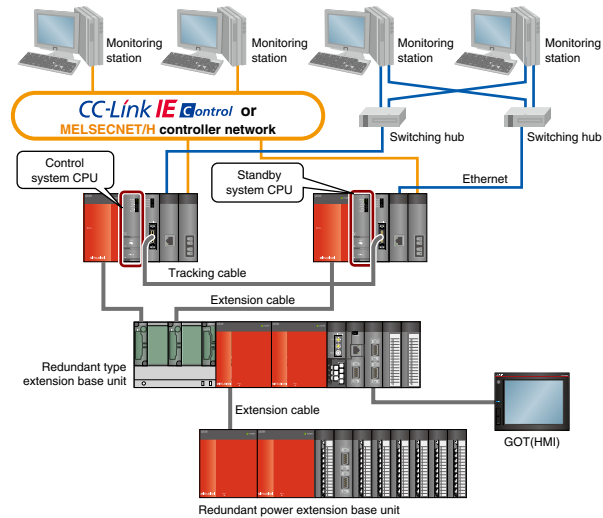 Monitoring
station
Monitoring
station
Monitoring
station
Monitoring
station
CC-Link IE Control or
MELSECNET/H controller network
Switching hub
Switching hub
Control
system CPU
Standby
system CPU
Ethernet
Tracking cable
Extension cable
Redundant type
extension base unit
Extension cable
GOT(HMI)
Redundant power extension base unit